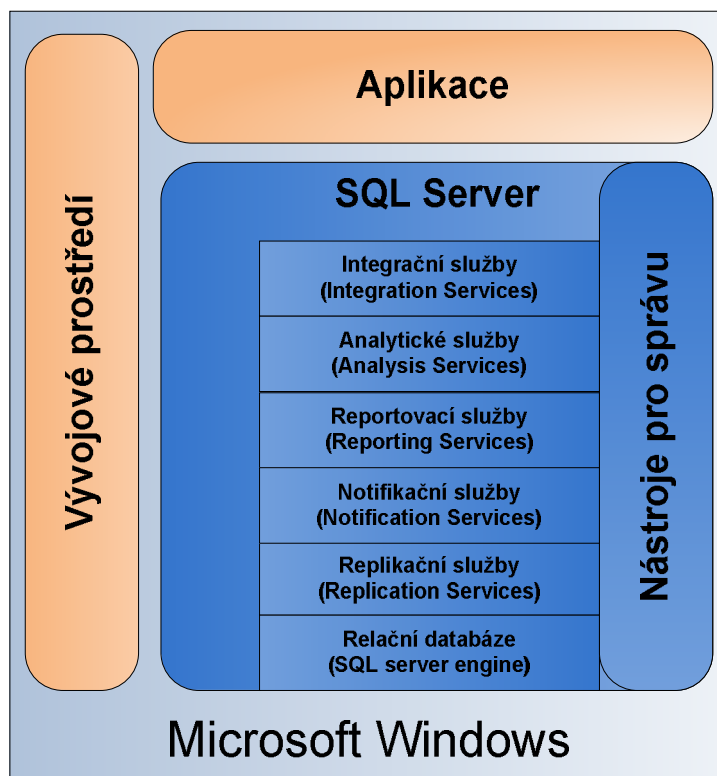 Aplikace
Vývojové prostředí
SQL Server
Integrační služby
(Integration Services)
Analytické služby
(Analysis Services)
Reportovací služby
(Reporting Services)
Notifikační služby
(Notification Services)
Replikační služby
(Replication Services)
Relační databáze
(SQL server engine)
Nástroje pro správu
Microsoft Windows